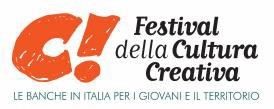 C!
Festival
della Cultura
Creativa
LE BANCHE IN ITALIA PER I GIOVANI E IL TERRITORIO